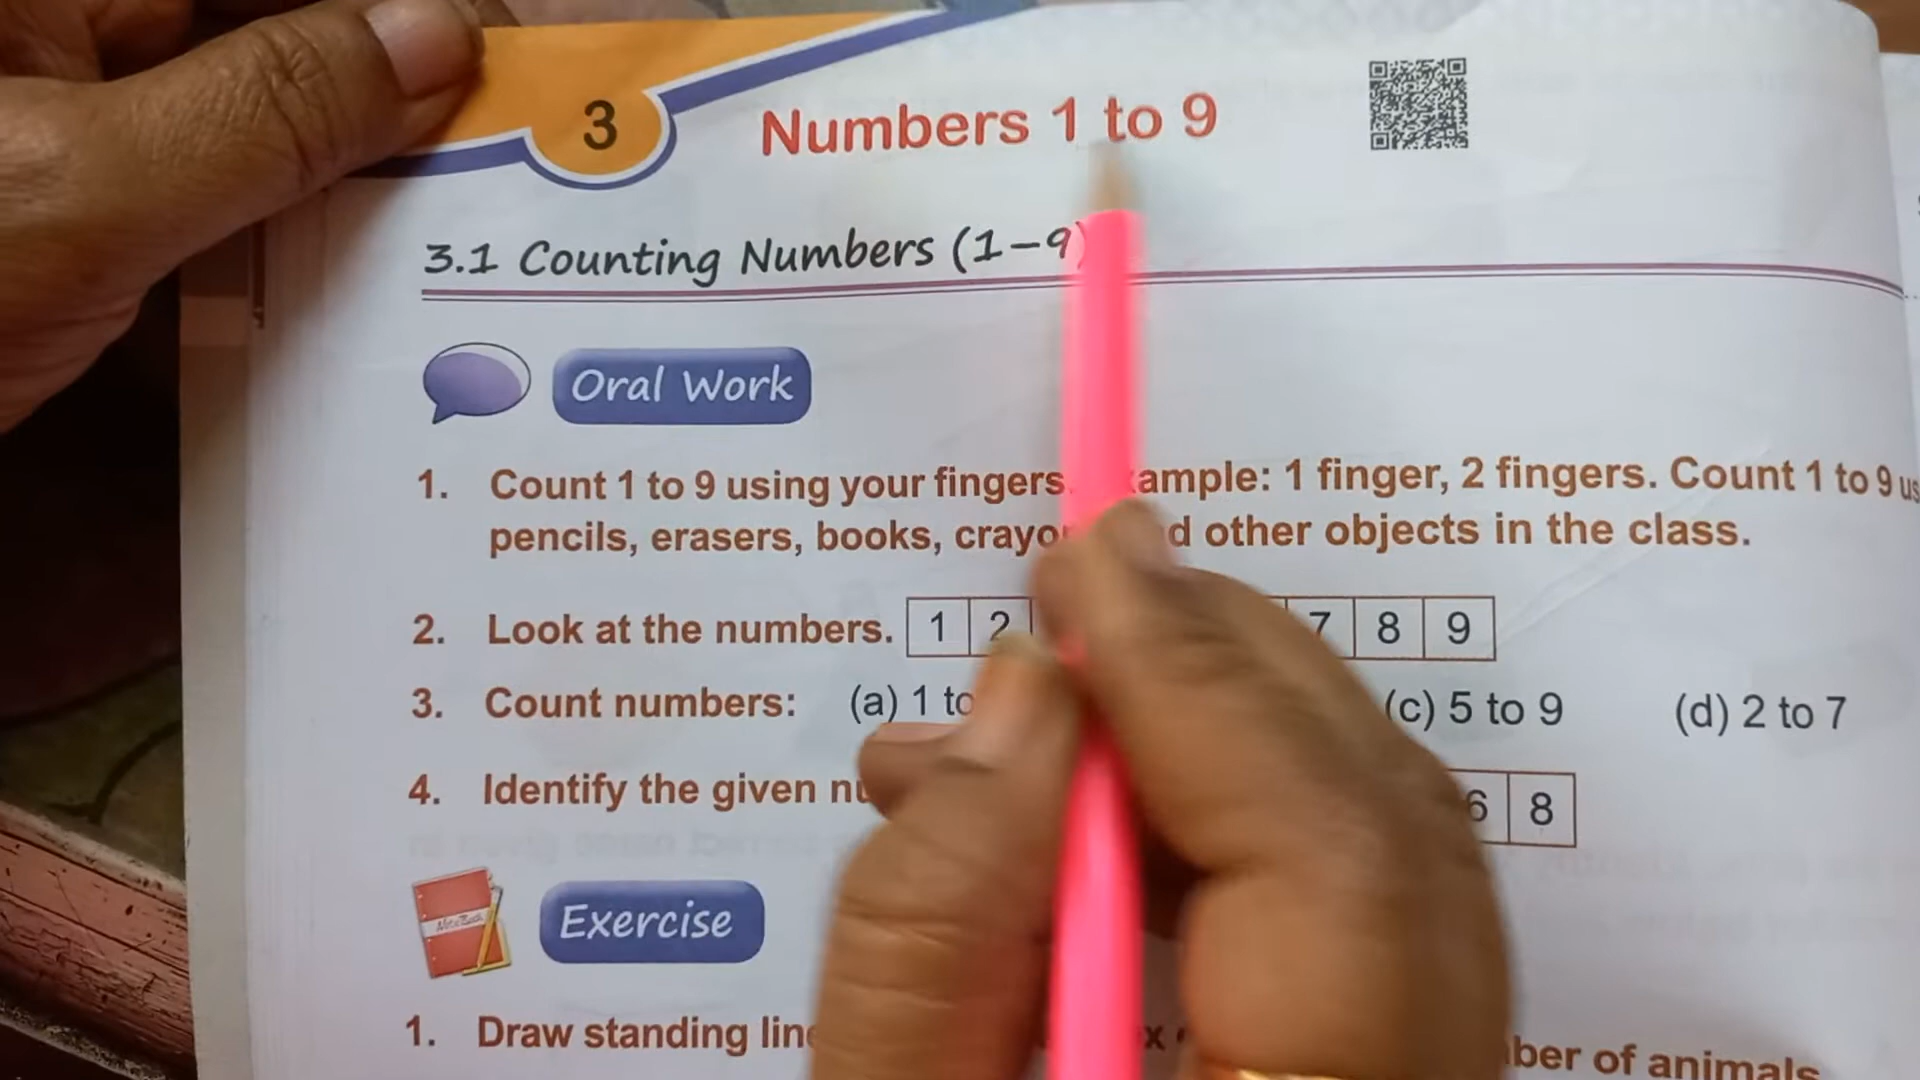 3
Numbers 1 to 9
3.1 Counting Numbers (1-9)
Oral Work
1. Count 1 to 9 using your fingers. ample: 1 finger, 2 fingers. Count 1 to 9 us
pencils, erasers, books, crayo d other objects in the class.
2. Look at the numbers. 1 2 7 8 9
3. Count numbers: (a) 1 to (c) 5 to 9 (d) 2 to 7
4. Identify the given nu 6 8
NoteBook
Exercise
1. Draw standing line x ber of animals